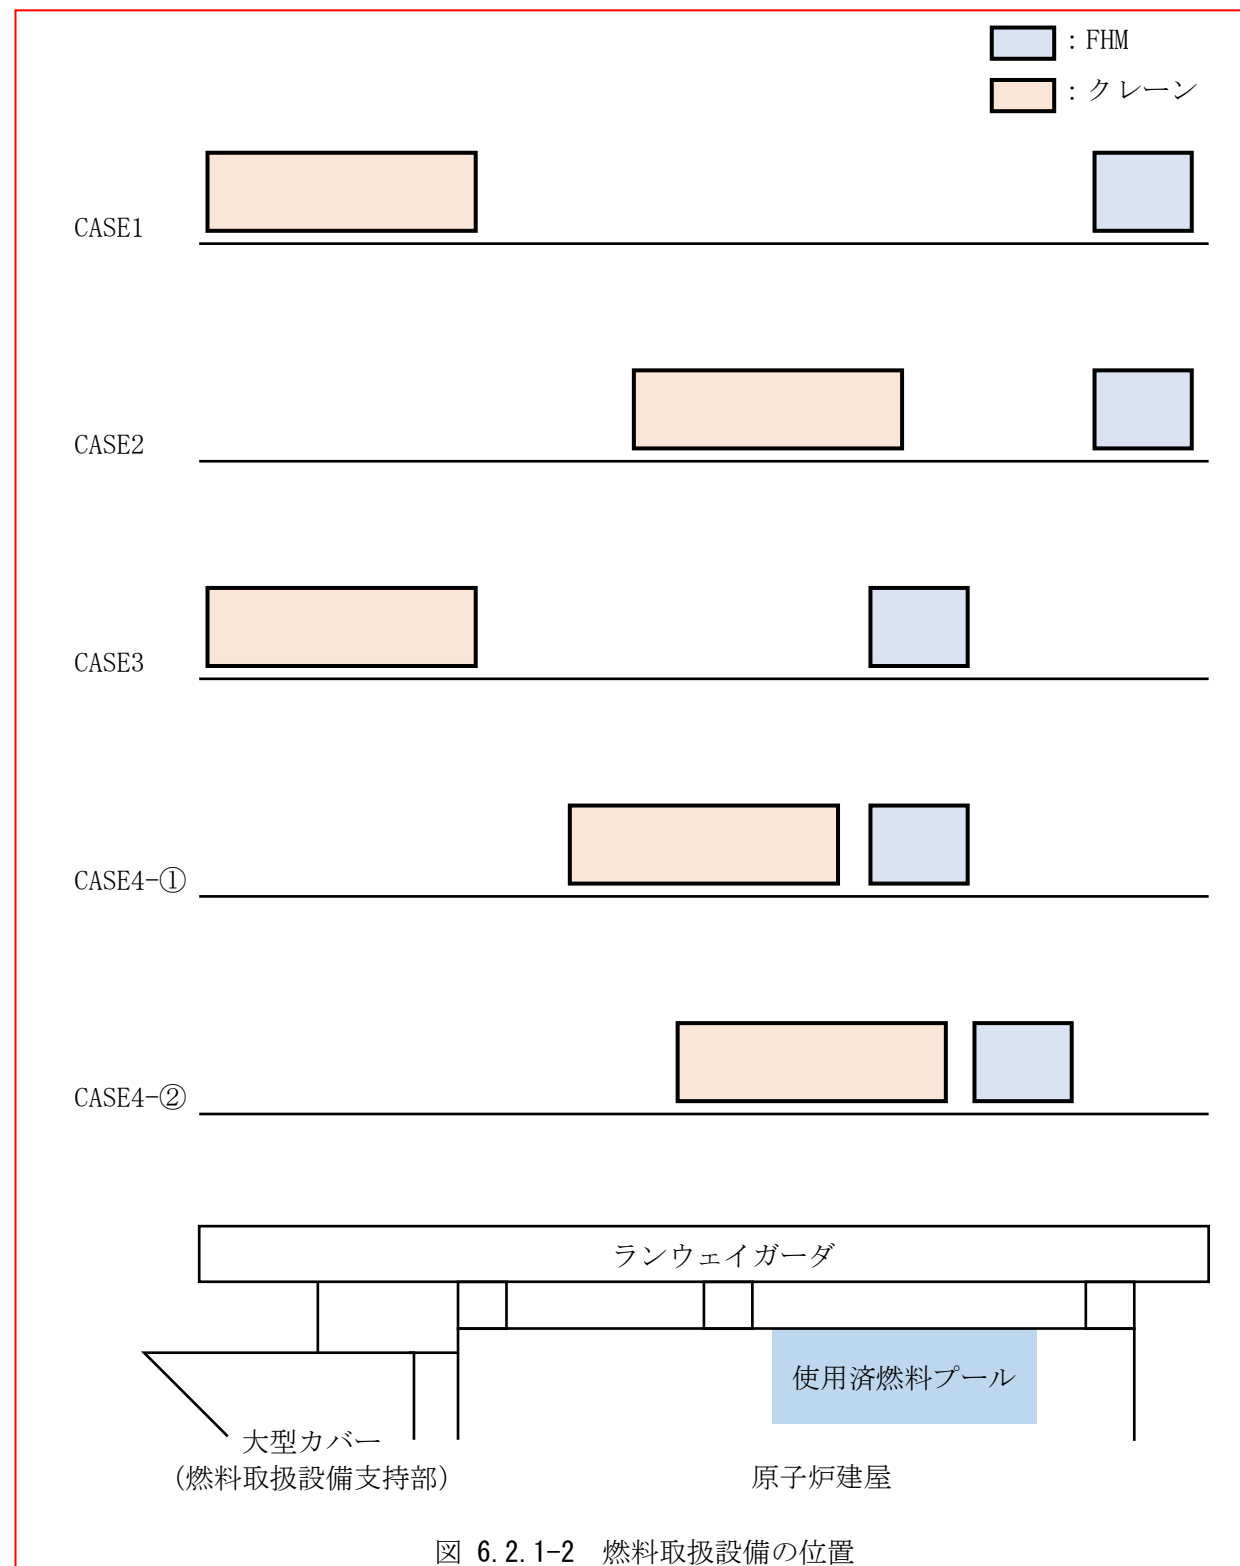 ：FHM
：クレーン
CASE1
CASE2
CASE3
CASE4-①
CASE4-②
ランウェイガーダ
使用済燃料プール
大型カバー
（燃料取扱設備支持部）
原子炉建屋
図 6.2.1-2　燃料取扱設備の位置